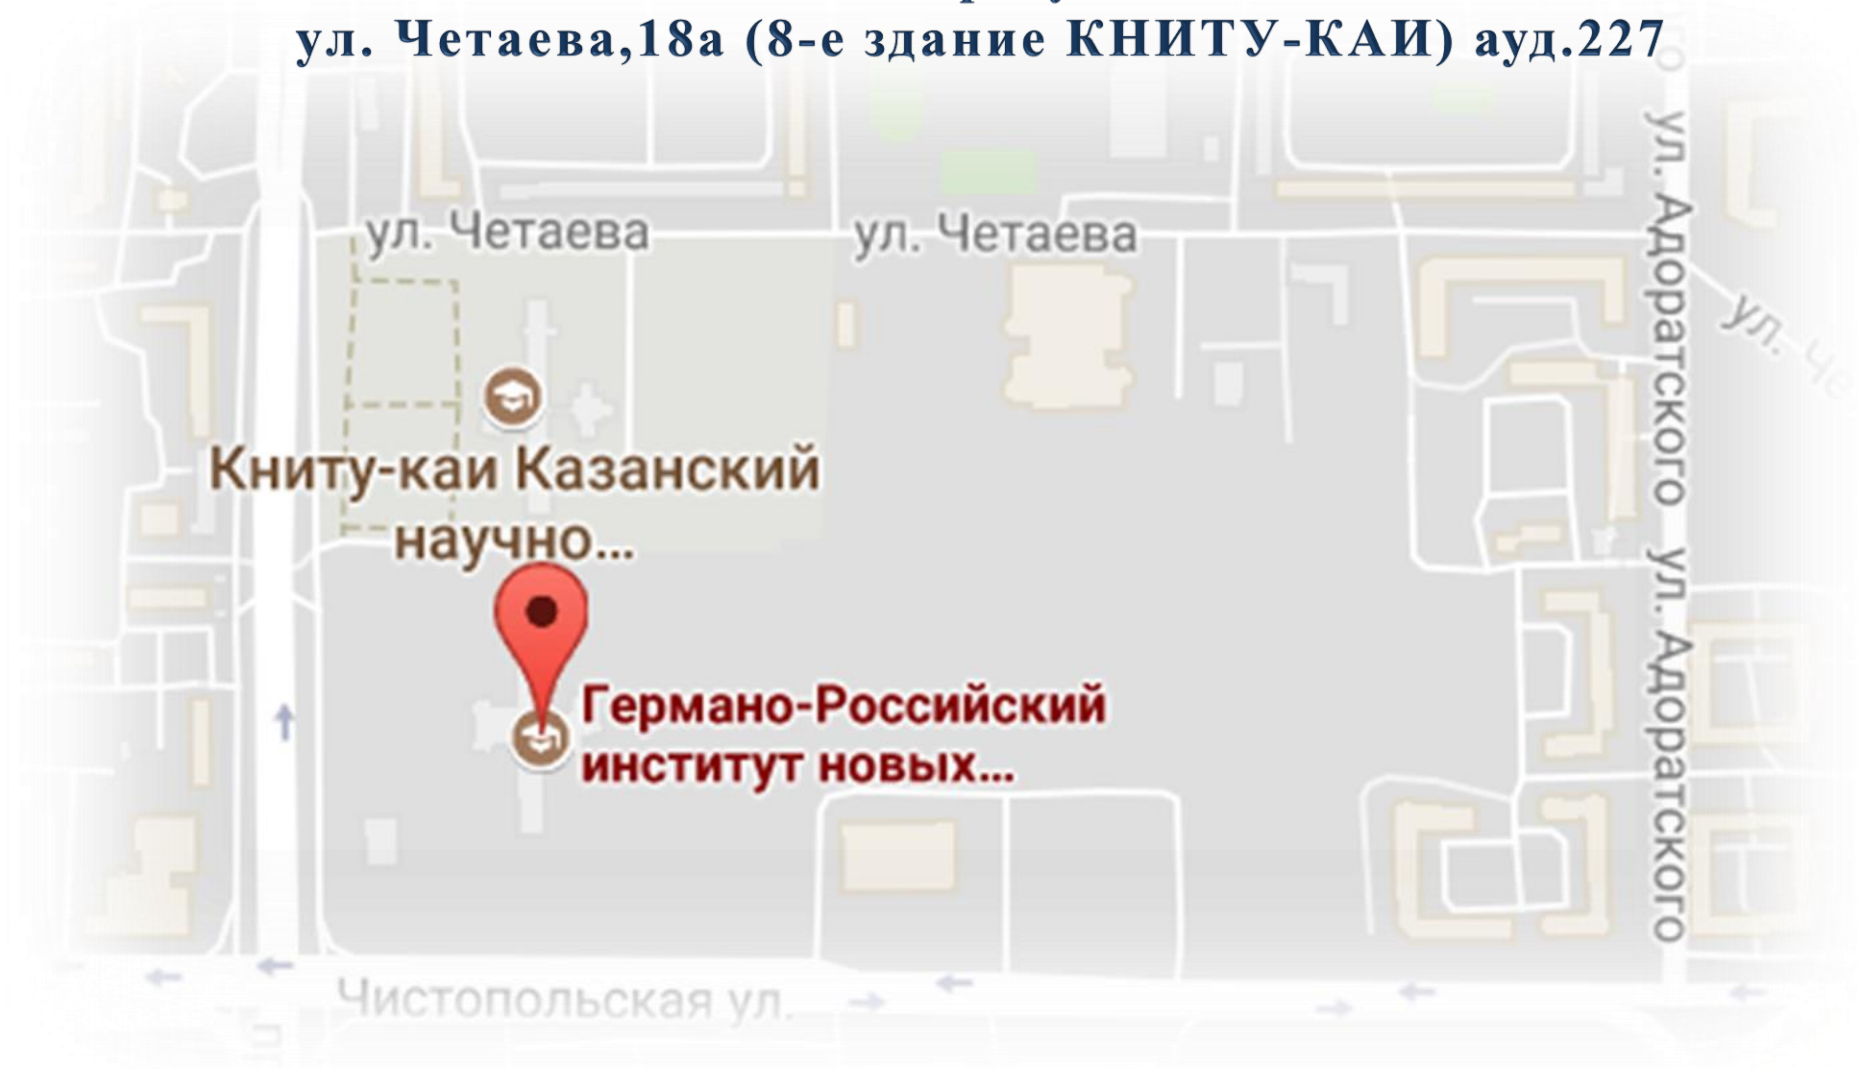 ул. Четаева,18а (8-е здание КНИТУ-КАИ) ауд.227
ул. Адоратского
ул. Четаева
ул. Четаева
ул.
Книту-каи Казанский
научно...
ул. Адоратского
Германо-Российский
институт новых...
Чистопольская ул.